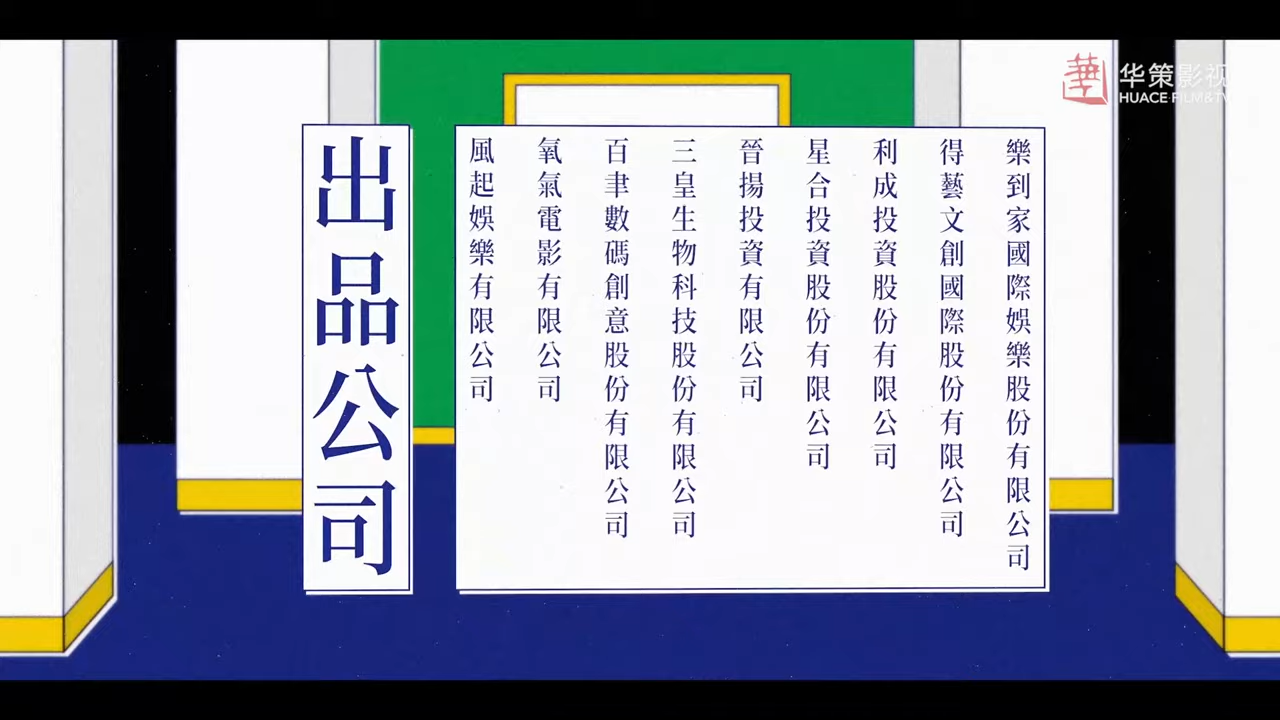 出品公司
樂到家國際娛樂股份有限公司
得藝文創國際股份有限公司
利成投資股份有限公司
星合投資股份有限公司
晉揚投資有限公司
三皇生物科技股份有限公司
百聿數碼創意股份有限公司
氧氣電影有限公司
風起娛樂有限公司
華
华策影视
HUACE FILM&TV